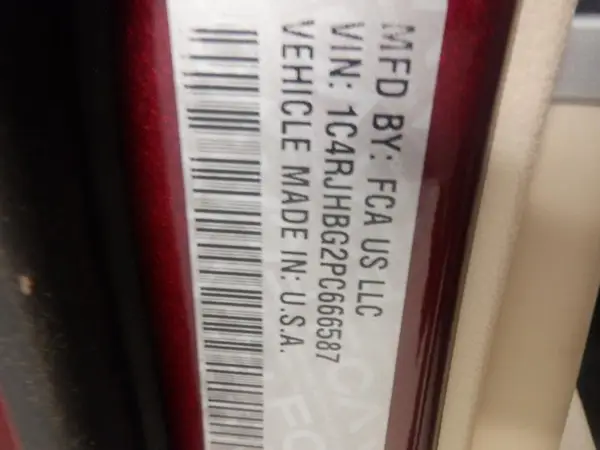 MFD BY: FCA US LLC
VIN: 1C4RJHBG2PC666587
VEHICLE MADE IN: U.S.A.